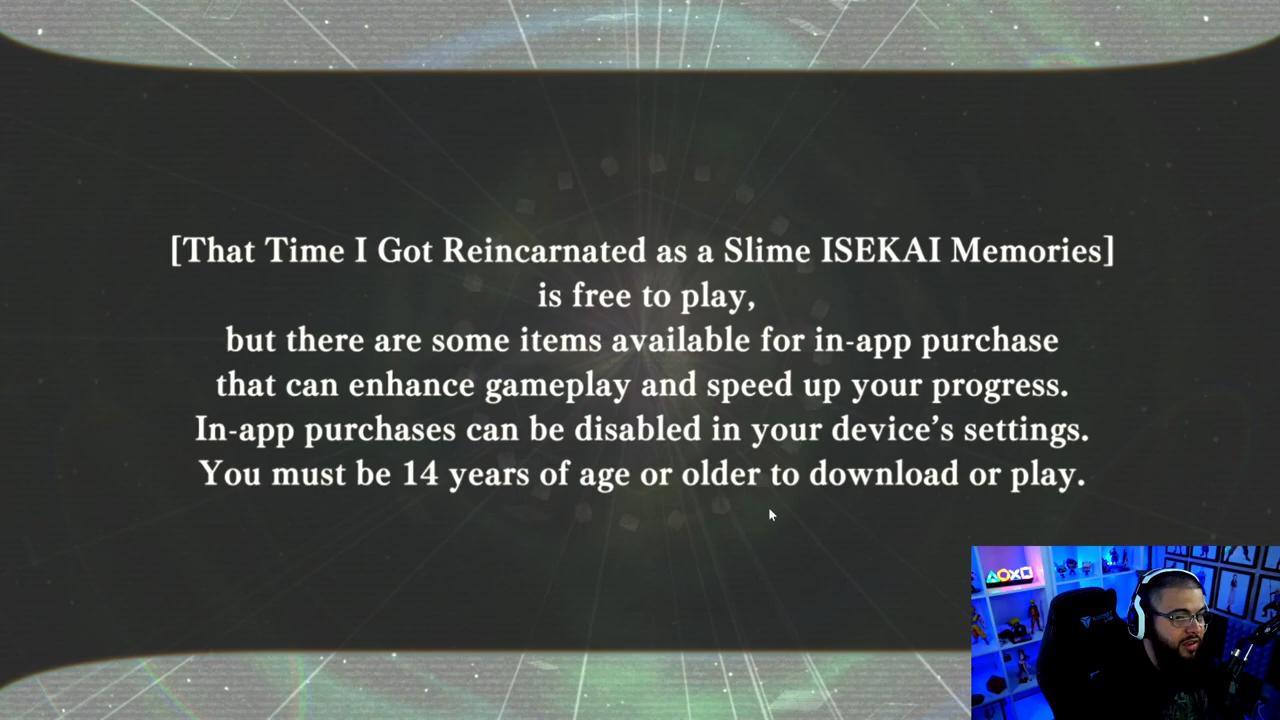 [That Time I Got Reincarnated as a Slime ISEKAI Memories]
is free to play,
but there are some items available for in-app purchase
that can enhance gameplay and speed up your progress.
In-app purchases can be disabled in your device’s settings.
You must be 14 years of age or older to download or play.